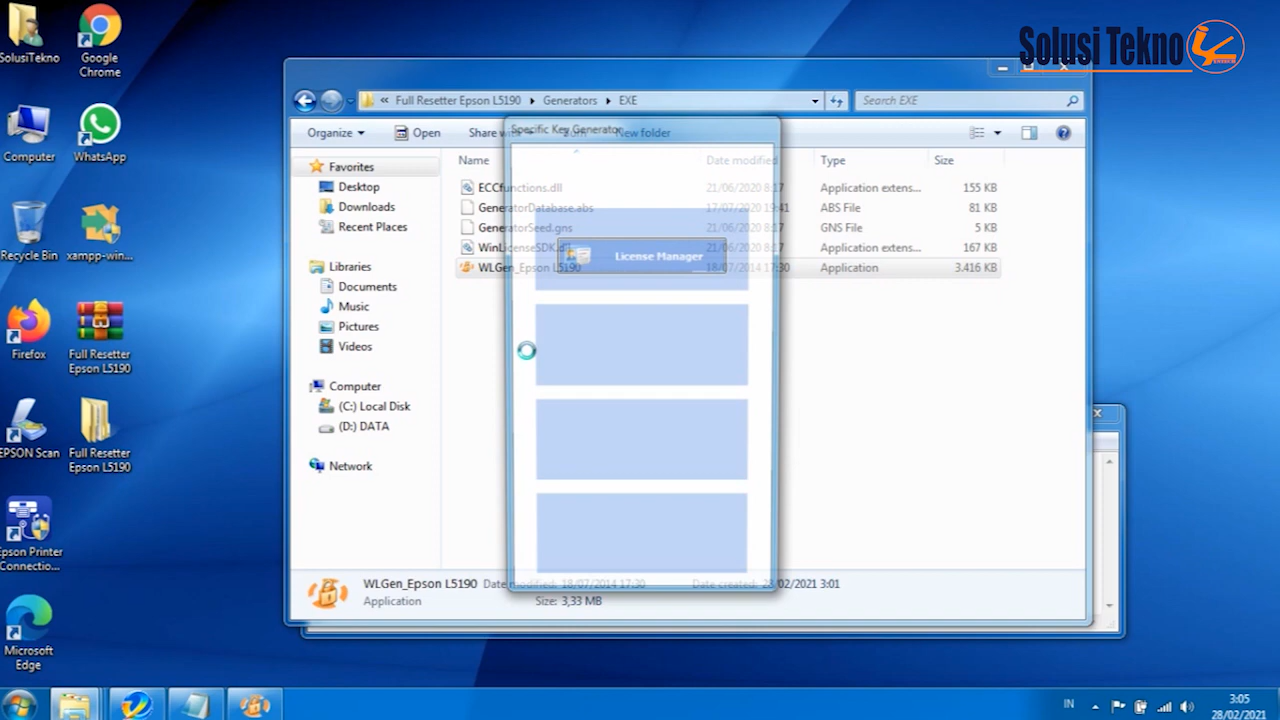 Solusi Tekno
SolusiTekno
Google
Chrome
Computer
WhatsApp
Recycle Bin
xampp-win...
Firefox
Full Resetter
Epson L5190
EPSON Scan
Full Resetter
Epson L5190
Epson Printer
Connectio...
Microsoft
Edge
« Full Resetter Epson L5190 Generators EXE
Search EXE
Organize
Open
Share with
New folder
Specific Key Generator
License Manager
Favorites
Desktop
Downloads
Recent Places
Libraries
Documents
Music
Pictures
Videos
Computer
(C:) Local Disk
(D:) DATA
Network
Name Date modified Type Size
ECCfunctions.dll 21/06/2020 8:17 Application extens... 155 KB
GeneratorDatabase.abs 17/07/2020 19:41 ABS File 81 KB
GeneratorSeed.gns 21/06/2020 8:17 GNS File 5 KB
WinLicenseSDK.dll 21/06/2020 8:17 Application extens... 167 KB
WLGen_Epson L5190 18/07/2014 17:30 Application 3.416 KB
WLGen_Epson L5190 Date modified: 18/07/2014 17:30 Date created: 28/02/2021 3:01
Application Size: 3,33 MB
IN
3:05
28/02/2021